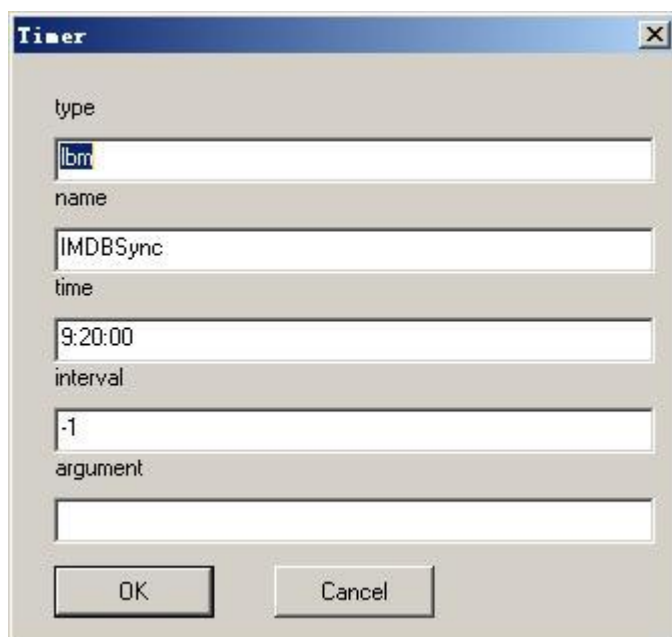 Timer
type
lbm
name
IMDBSync
time
9:20:00
interval
-1
argument
OK Cancel